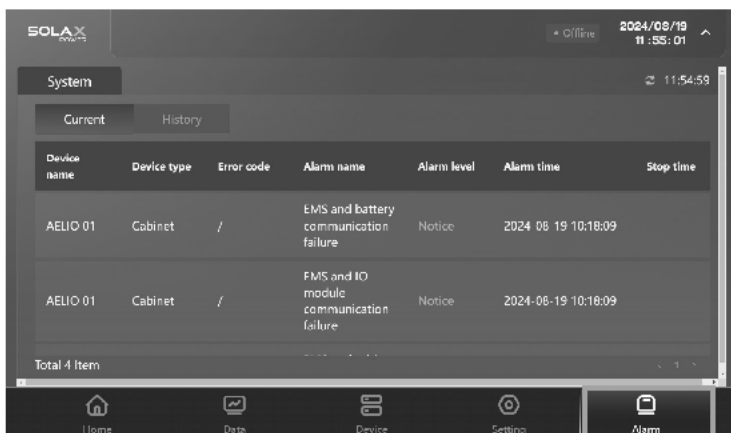 SOLAX
POWER
Offline
2024/08/19
11:55:01
System
11:54:59
Current
History
Device
name
Device type
Error code
Alarm name
Alarm level
Alarm time
Stop time
AELIO 01
Cabinet
/
EMS and battery
communication
failure
Notice
2024-08-19 10:18:09
AELIO 01
Cabinet
/
EMS and IO
module
communication
failure
Notice
2024-08-19 10:18:09
Total 4 Item
1
Home
Data
Device
Setting
Alarm